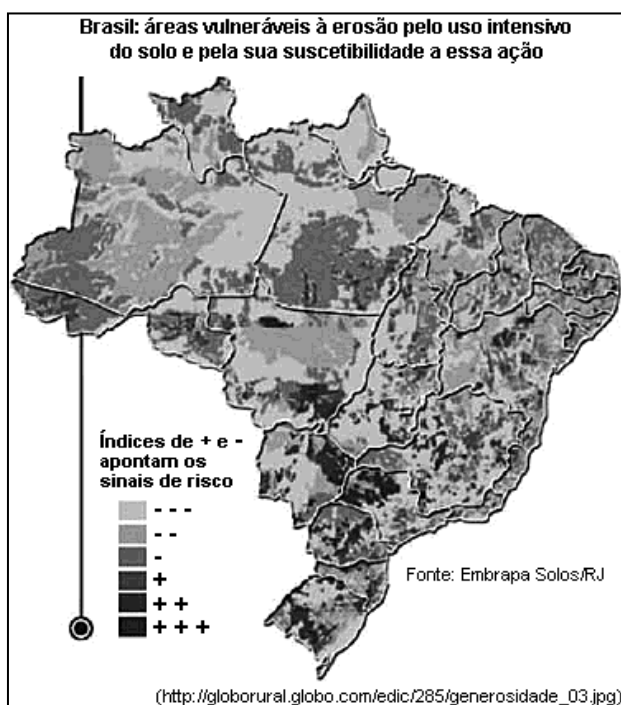 Brasil: áreas vulneráveis à erosão pelo uso intensivo
do solo e pela sua suscetibilidade a essa ação
Índices de + e -
apontam os
sinais de risco
- - -
- -
-
+
+ +
+ + +
Fonte: Embrapa Solos/RJ
(http://globorural.globo.com/edic/285/generosidade_03.jpg)